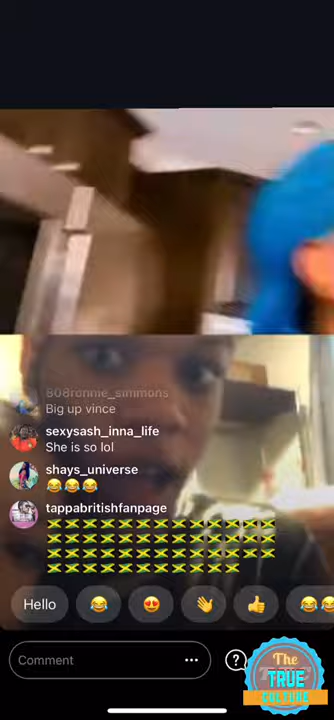 808ronnie_simmons
Big up vince
sexysash_inna_life
She is so lol
shays_universe
😂😂😂
tappabritishfanpage
🇯🇲🇯🇲🇯🇲🇯🇲🇯🇲🇯🇲🇯🇲🇯🇲🇯🇲🇯🇲🇯🇲🇯🇲🇯🇲
🇯🇲🇯🇲🇯🇲🇯🇲🇯🇲🇯🇲🇯🇲🇯🇲🇯🇲🇯🇲🇯🇲🇯🇲🇯🇲
🇯🇲🇯🇲🇯🇲🇯🇲🇯🇲🇯🇲🇯🇲🇯🇲🇯🇲🇯🇲🇯🇲🇯🇲🇯🇲
🇯🇲🇯🇲🇯🇲🇯🇲🇯🇲🇯🇲🇯🇲🇯🇲🇯🇲🇯🇲🇯🇲
Hello 😂 😍 👋 👍 😂😂
Comment ... ?
The
TRUE
CULTURE